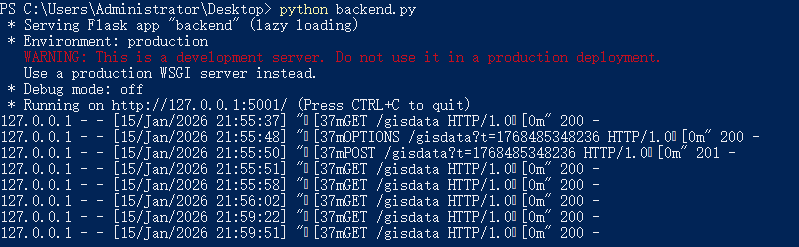 PS C:\Users\Administrator\Desktop> python backend.py
 * Serving Flask app "backend" (lazy loading)
 * Environment: production
   WARNING: This is a development server. Do not use it in a production deployment.
   Use a production WSGI server instead.
 * Debug mode: off
 * Running on http://127.0.0.1:5001/ (Press CTRL+C to quit)
127.0.0.1 - - [15/Jan/2026 21:55:37] "[37mGET /gisdata HTTP/1.0[0m" 200 -
127.0.0.1 - - [15/Jan/2026 21:55:48] "[37mOPTIONS /gisdata?t=1768485348236 HTTP/1.0[0m" 200 -
127.0.0.1 - - [15/Jan/2026 21:55:50] "[37mPOST /gisdata?t=1768485348236 HTTP/1.0[0m" 201 -
127.0.0.1 - - [15/Jan/2026 21:55:51] "[37mGET /gisdata HTTP/1.0[0m" 200 -
127.0.0.1 - - [15/Jan/2026 21:55:58] "[37mGET /gisdata HTTP/1.0[0m" 200 -
127.0.0.1 - - [15/Jan/2026 21:56:02] "[37mGET /gisdata HTTP/1.0[0m" 200 -
127.0.0.1 - - [15/Jan/2026 21:59:22] "[37mGET /gisdata HTTP/1.0[0m" 200 -
127.0.0.1 - - [15/Jan/2026 21:59:51] "[37mGET /gisdata HTTP/1.0[0m" 200 -